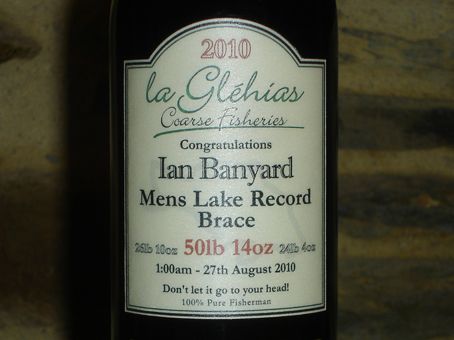 2010
la Gléhias
Coarse Fisheries
Congratulations
Ian Banyard
Mens Lake Record
Brace
26lb 10oz 50lb 14oz 24lb 4oz
1:00am - 27th August 2010
Don't let it go to your head!
100% Pure Fisherman